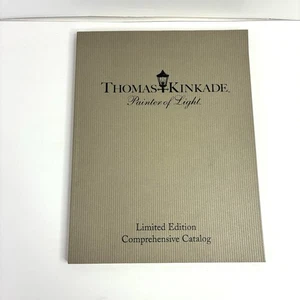 THOMAS KINKADE,
Painter of Light.
Limited Edition
Comprehensive Catalog